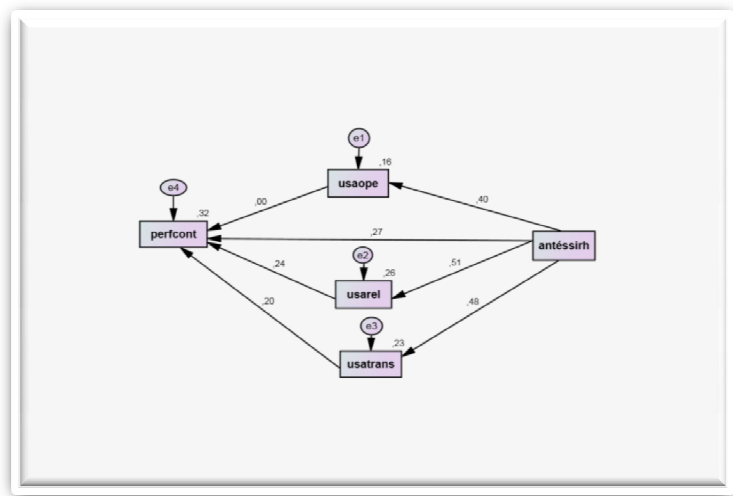 e1
,16
usaope
e4
,32
,00
,40
perfcont
,27
antéssirh
e2
,24
,26
,51
usarel
,20
e3
,48
,23
usatrans